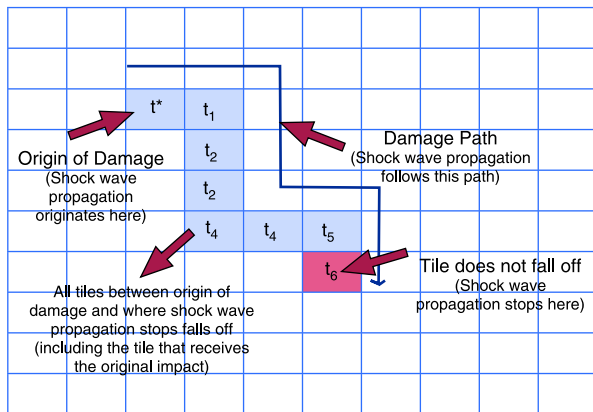 t* t1
t2
t2
t4 t4 t5
t6
Origin of Damage
(Shock wave
propagation
originates here)
Damage Path
(Shock wave propagation
follows this path)
Tile does not fall off
(Shock wave
propagation stops here)
All tiles between origin of
damage and where shock wave
propagation stops falls off
(including the tile that receives
the original impact)